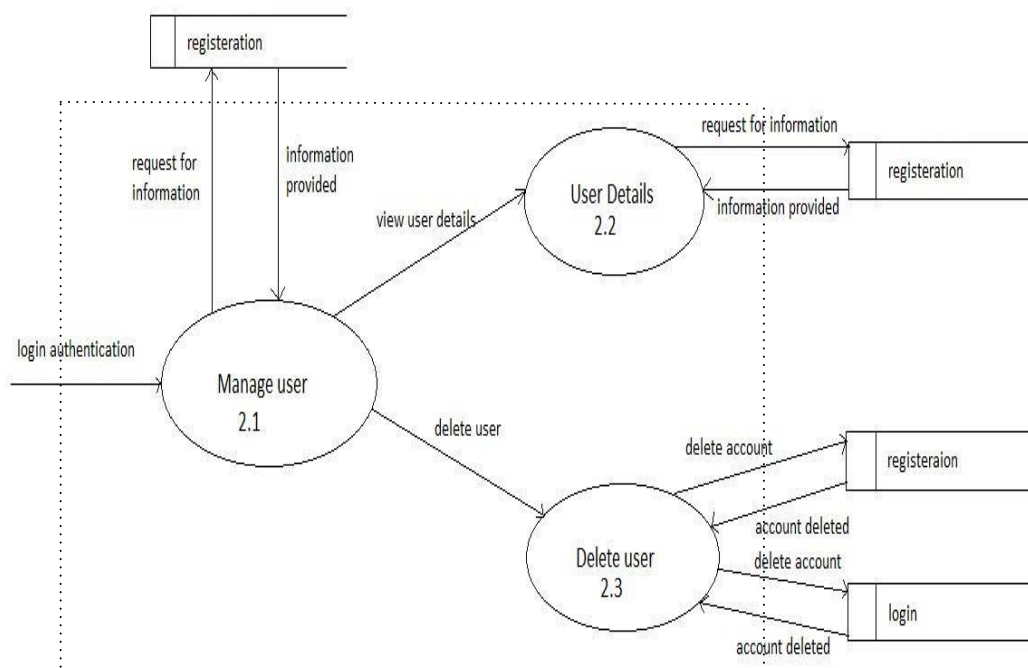 registeration
request for
information
information
provided
request for information
registeration
information provided
User Details
2.2
view user details
login authentication
Manage user
2.1
delete user
delete account
registeraion
account deleted
Delete user
2.3
delete account
login
account deleted